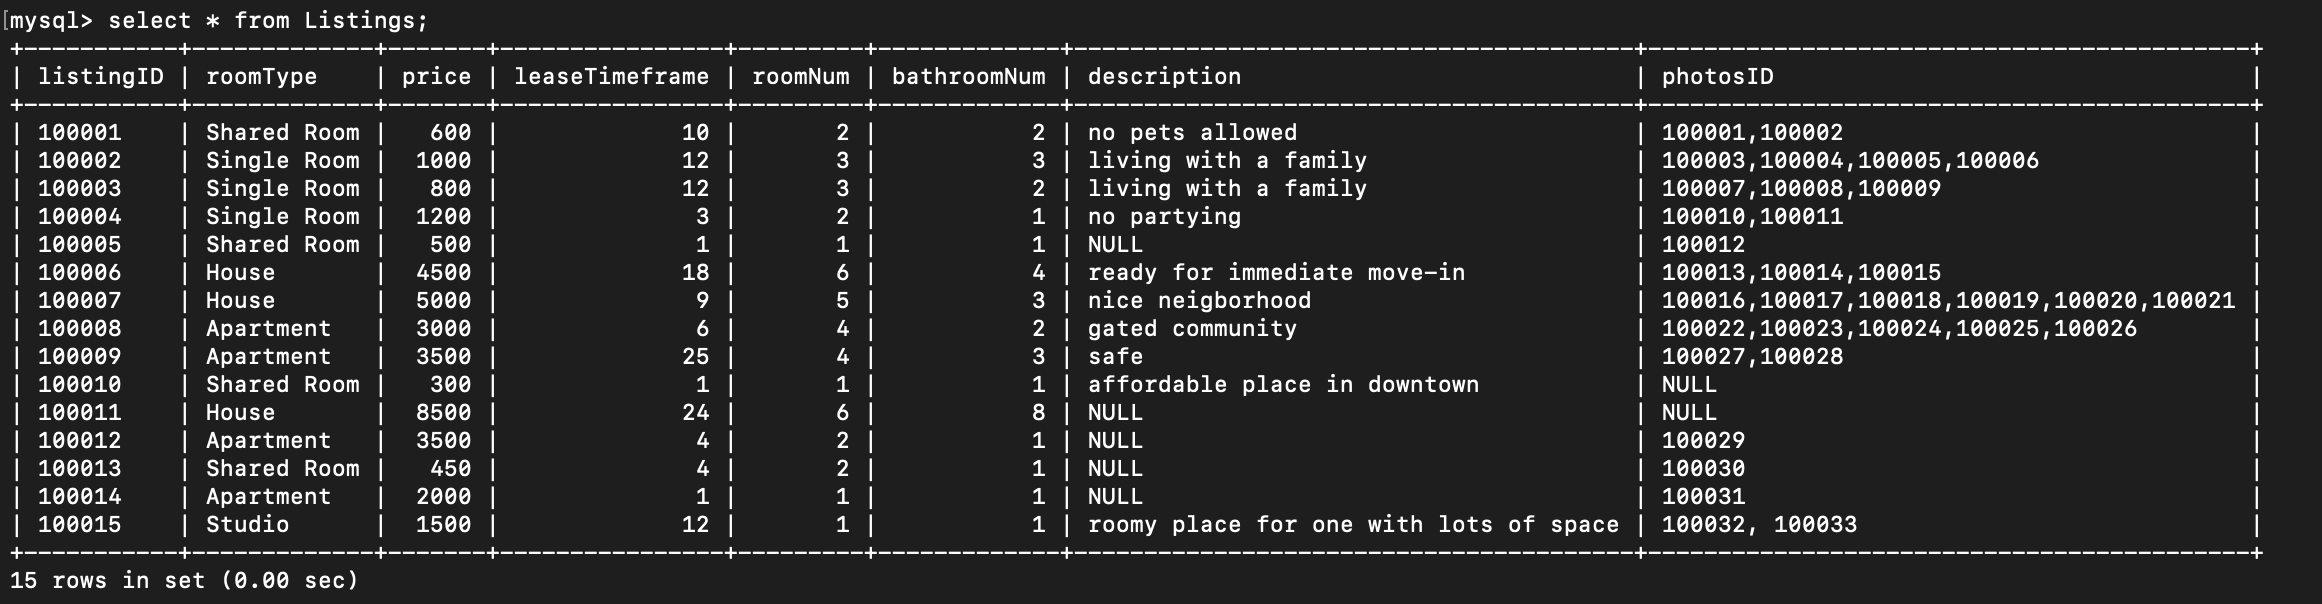 mysql> select * from Listings;
+------------+-------------+-------+---------------+---------+-------------+----------------------------------------+-------------------------------------------+
| listingID | roomType | price | leaseTimeframe | roomNum | bathroomNum | description | photosID |
+------------+-------------+-------+---------------+---------+-------------+----------------------------------------+-------------------------------------------+
| 100001 | Shared Room | 600 | 10 | 2 | 2 | no pets allowed | 100001,100002 |
| 100002 | Single Room | 1000 | 12 | 3 | 3 | living with a family | 100003,100004,100005,100006 |
| 100003 | Single Room | 800 | 12 | 3 | 2 | living with a family | 100007,100008,100009 |
| 100004 | Single Room | 1200 | 3 | 2 | 1 | no partying | 100010,100011 |
| 100005 | Shared Room | 500 | 1 | 1 | 1 | NULL | 100012 |
| 100006 | House | 4500 | 18 | 6 | 4 | ready for immediate move-in | 100013,100014,100015 |
| 100007 | House | 5000 | 9 | 5 | 3 | nice neigborhood | 100016,100017,100018,100019,100020,100021 |
| 100008 | Apartment | 3000 | 6 | 4 | 2 | gated community | 100022,100023,100024,100025,100026 |
| 100009 | Apartment | 3500 | 25 | 4 | 3 | safe | 100027,100028 |
| 100010 | Shared Room | 300 | 1 | 1 | 1 | affordable place in downtown | NULL |
| 100011 | House | 8500 | 24 | 6 | 8 | NULL | NULL |
| 100012 | Apartment | 3500 | 4 | 2 | 1 | NULL | 100029 |
| 100013 | Shared Room | 450 | 4 | 2 | 1 | NULL | 100030 |
| 100014 | Apartment | 2000 | 1 | 1 | 1 | NULL | 100031 |
| 100015 | Studio | 1500 | 12 | 1 | 1 | roomy place for one with lots of space | 100032, 100033 |
+------------+-------------+-------+---------------+---------+-------------+----------------------------------------+-------------------------------------------+
15 rows in set (0.00 sec)